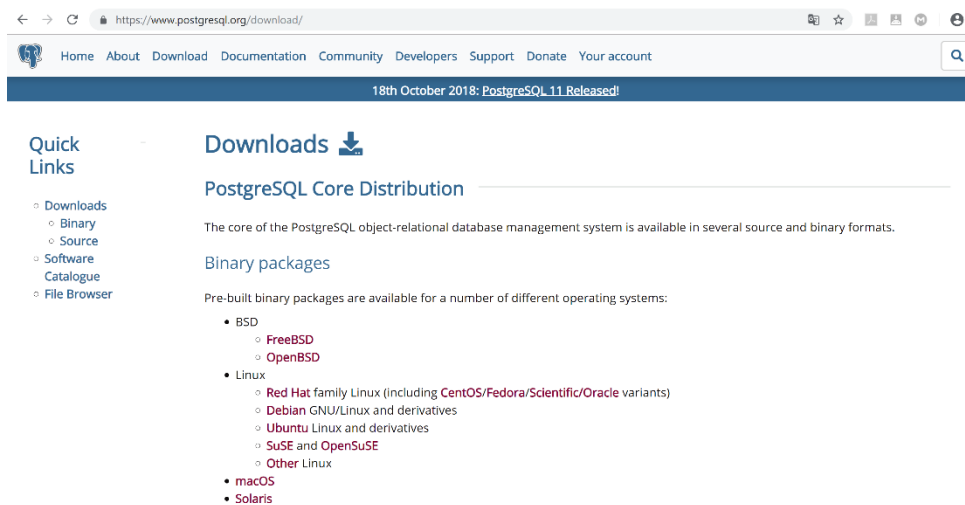 https://www.postgresql.org/download/
Home About Download Documentation Community Developers Support Donate Your account
18th October 2018: PostgreSQL 11 Released!
Quick
Links
Downloads
Binary
Source
Software
Catalogue
File Browser
Downloads
PostgreSQL Core Distribution
The core of the PostgreSQL object-relational database management system is available in several source and binary formats.
Binary packages
Pre-built binary packages are available for a number of different operating systems:
BSD
FreeBSD
OpenBSD
Linux
Red Hat family Linux (including CentOS/Fedora/Scientific/Oracle variants)
Debian GNU/Linux and derivatives
Ubuntu Linux and derivatives
SuSE and OpenSuSE
Other Linux
macOS
Solaris